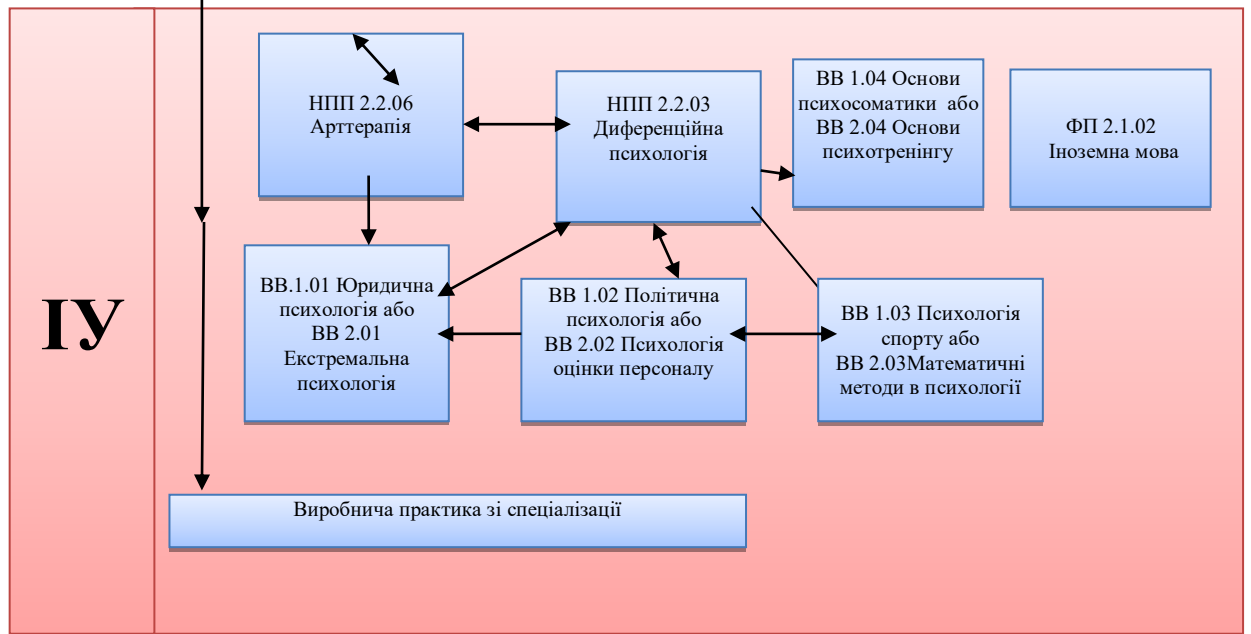 НПП 2.2.06
Арттерапія
НПП 2.2.03
Диференційна
психологія
ВВ 1.04 Основи
психосоматики або
ВВ 2.04 Основи
психотренінгу
ФП 2.1.02
Іноземна мова
ІУ
ВВ.1.01 Юридична
психологія або
ВВ 2.01
Екстремальна
психологія
ВВ 1.02 Політична
психологія або
ВВ 2.02 Психологія
оцінки персоналу
ВВ 1.03 Психологія
спорту або
ВВ 2.03Математичні
методи в психології
Виробнича практика зі спеціалізації